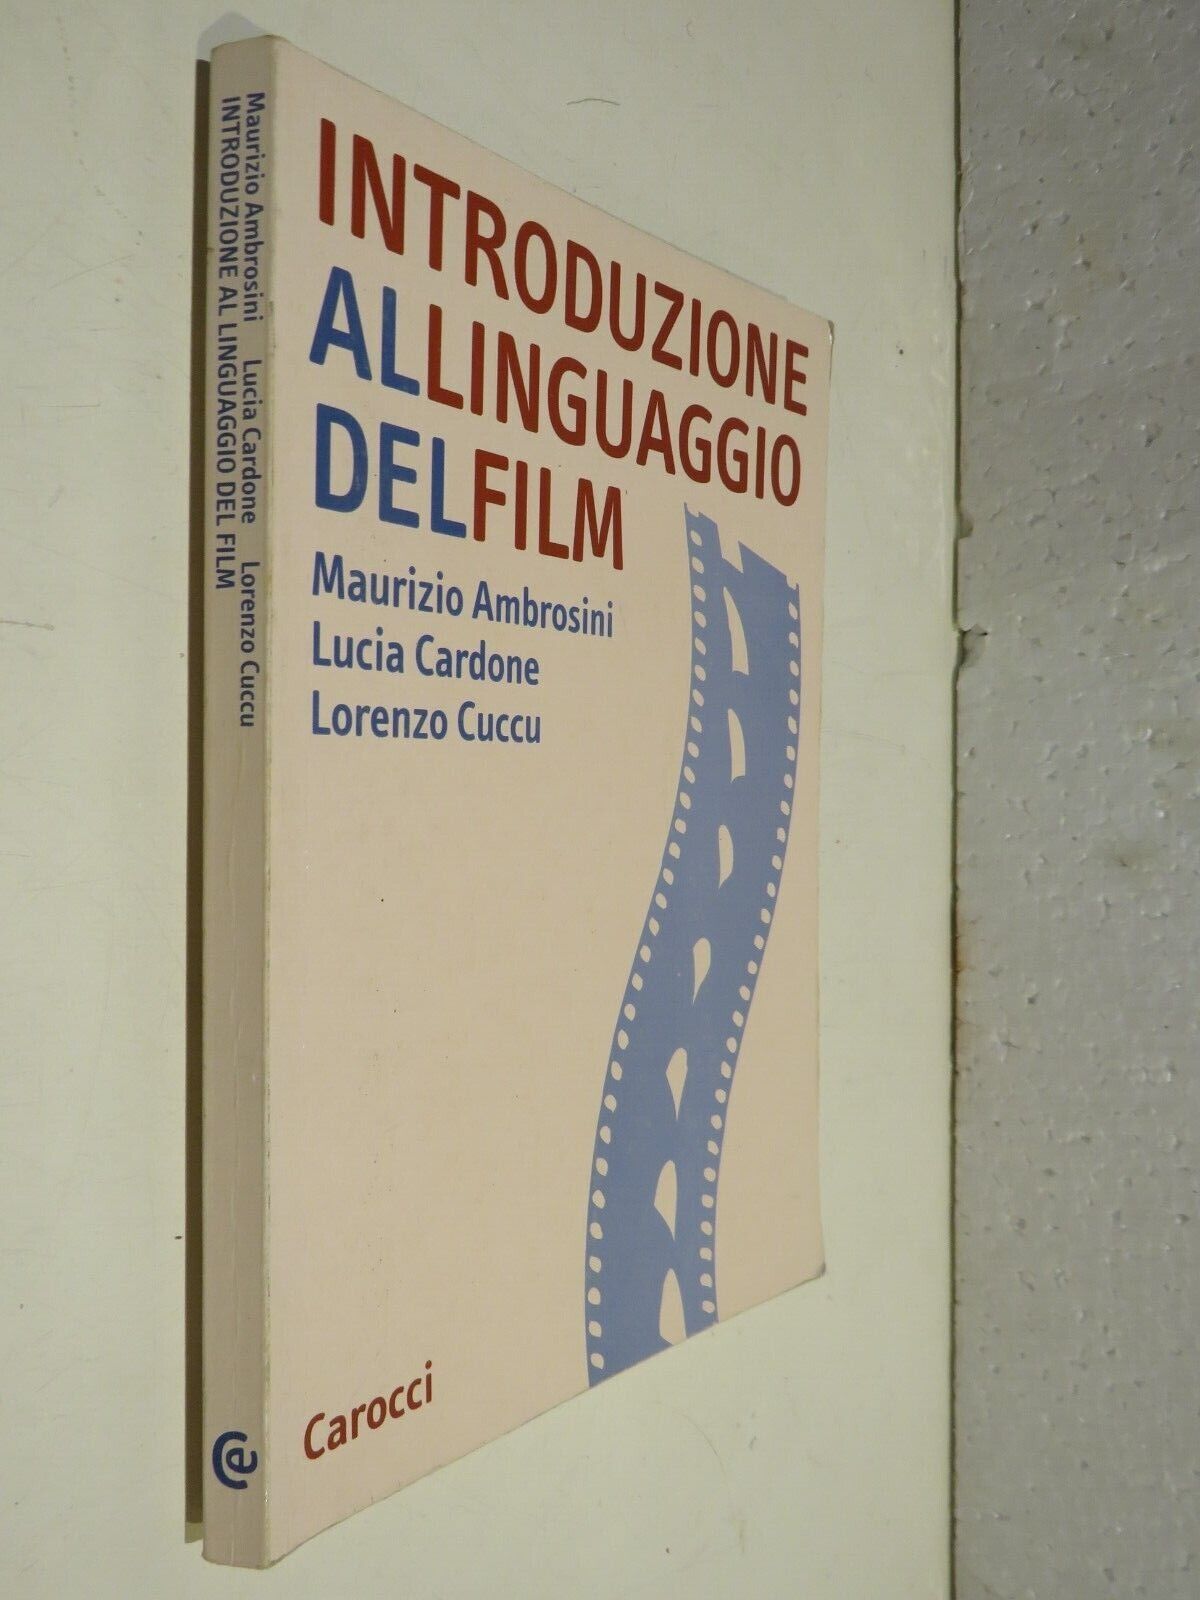 Maurizio Ambrosini Lucia Cardone Lorenzo Cuccu
INTRODUZIONE AL LINGUAGGIO DEL FILM
INTRODUZIONE
ALLINGUAGGIO
DELFILM
Maurizio Ambrosini
Lucia Cardone
Lorenzo Cuccu
Carocci